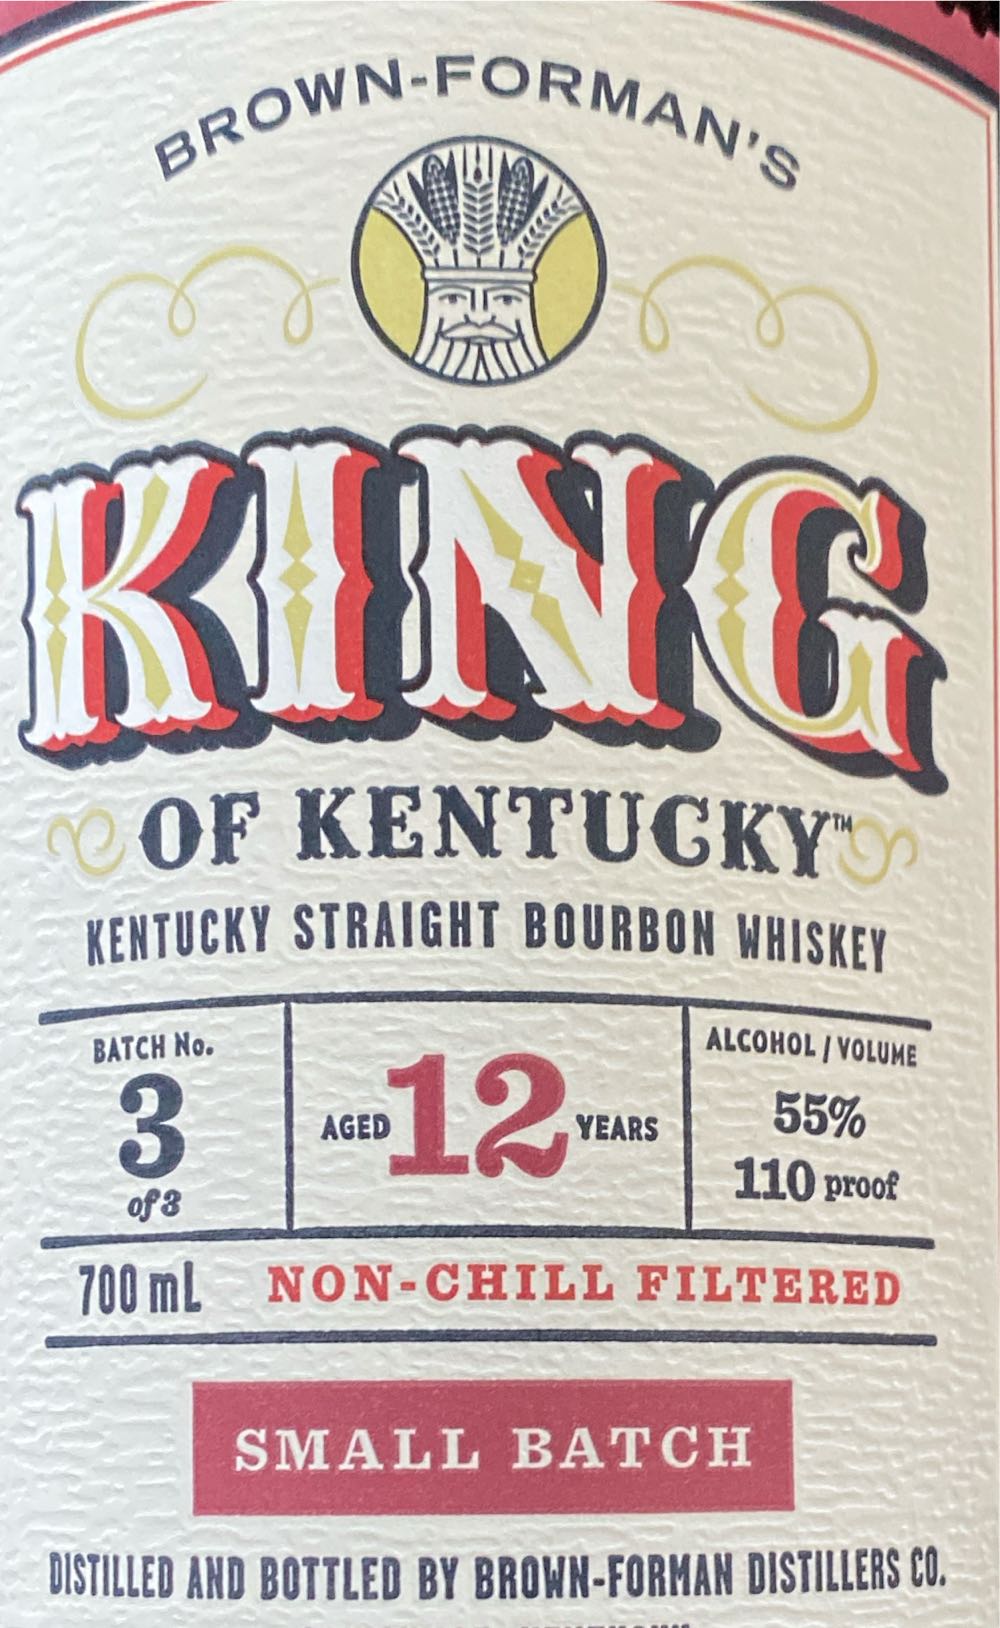 BROWN-FORMAN'S
KING
OF KENTUCKY™
KENTUCKY STRAIGHT BOURBON WHISKEY
BATCH No.
3
of 3
AGED 12 YEARS
ALCOHOL / VOLUME
55%
110 proof
700 mL NON-CHILL FILTERED
SMALL BATCH
DISTILLED AND BOTTLED BY BROWN-FORMAN DISTILLERS CO.